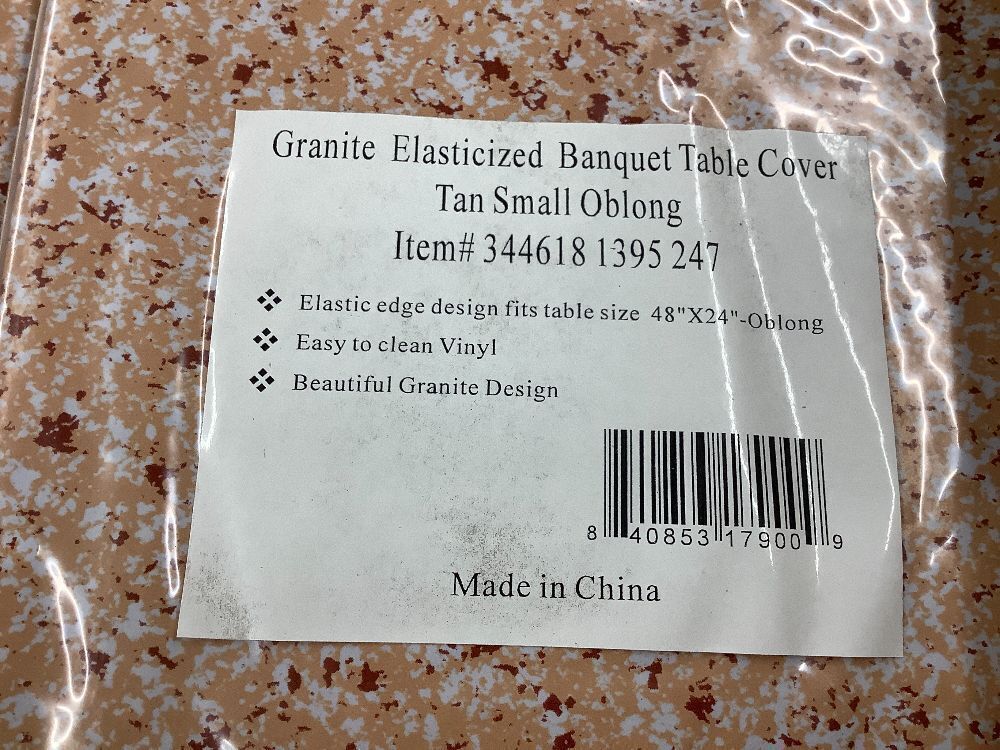 Granite Elasticized Banquet Table Cover
Tan Small Oblong
Item# 344618 1395 247
❖ Elastic edge design fits table size 48"X24"-Oblong
❖ Easy to clean Vinyl
❖ Beautiful Granite Design
8 40853 17900 9
Made in China